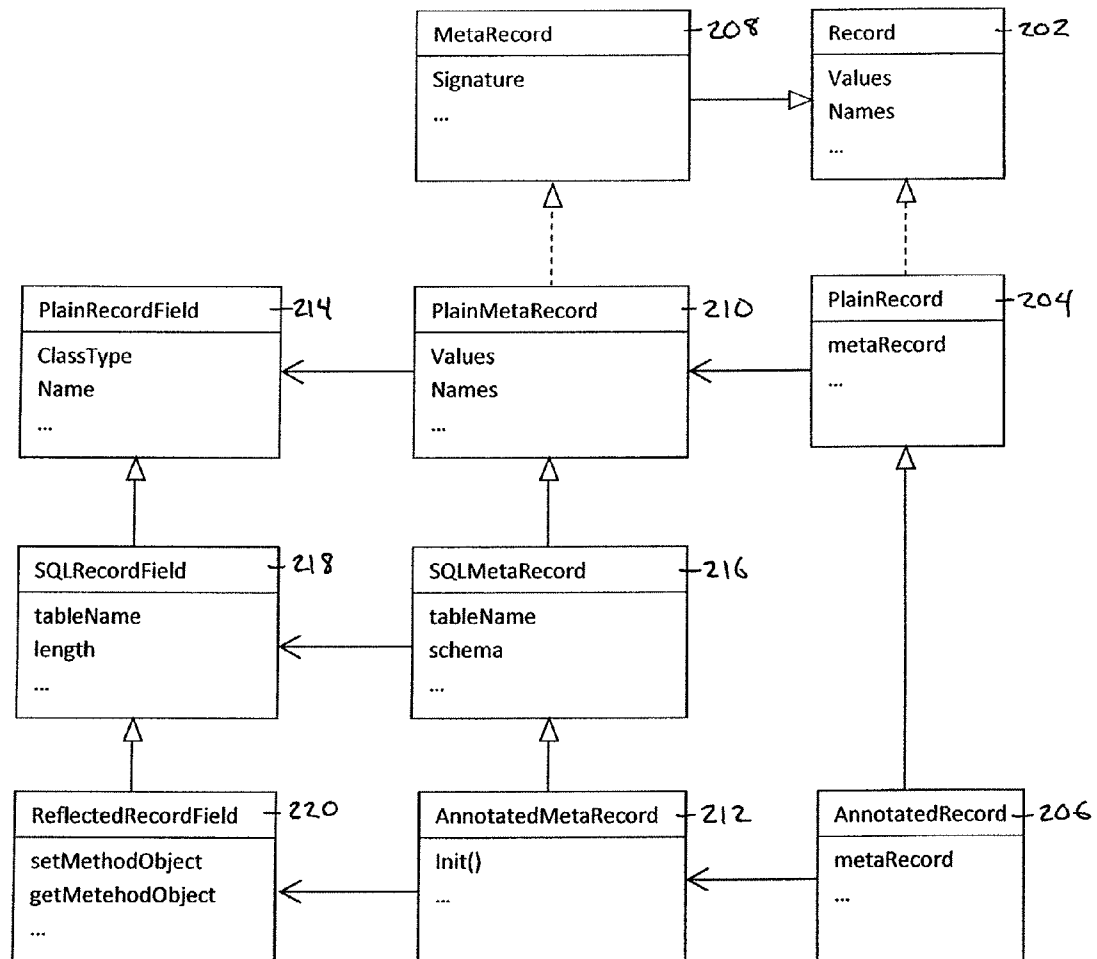 MetaRecord
208
Signature
...
Record
202
Values
Names
...
PlainRecordField
214
ClassType
Name
...
PlainMetaRecord
210
Values
Names
...
PlainRecord
204
metaRecord
...
SQLRecordField
218
tableName
length
...
SQLMetaRecord
216
tableName
schema
...
ReflectedRecordField
220
setMethodObject
getMetehodObject
...
AnnotatedMetaRecord
212
Init()
...
AnnotatedRecord
206
metaRecord
...